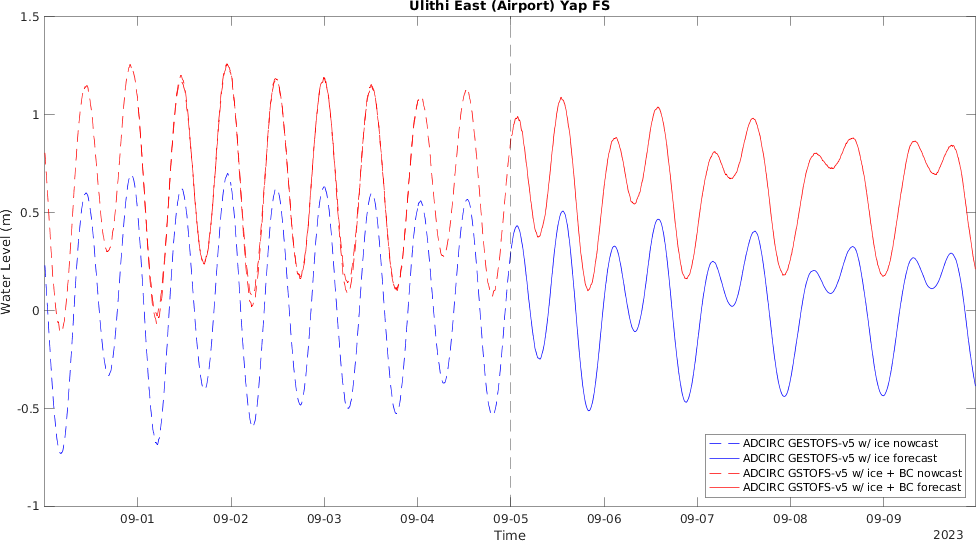 Ulithi East (Airport) Yap FS
1.5
1
0.5
0
-0.5
-1
Water Level (m)
ADCIRC GESTOFS-v5 w/ ice nowcast
ADCIRC GESTOFS-v5 w/ ice forecast
ADCIRC GSTOFS-v5 w/ ice + BC nowcast
ADCIRC GSTOFS-v5 w/ ice + BC forecast
09-01 09-02 09-03 09-04 09-05 09-06 09-07 09-08 09-09
Time
2023